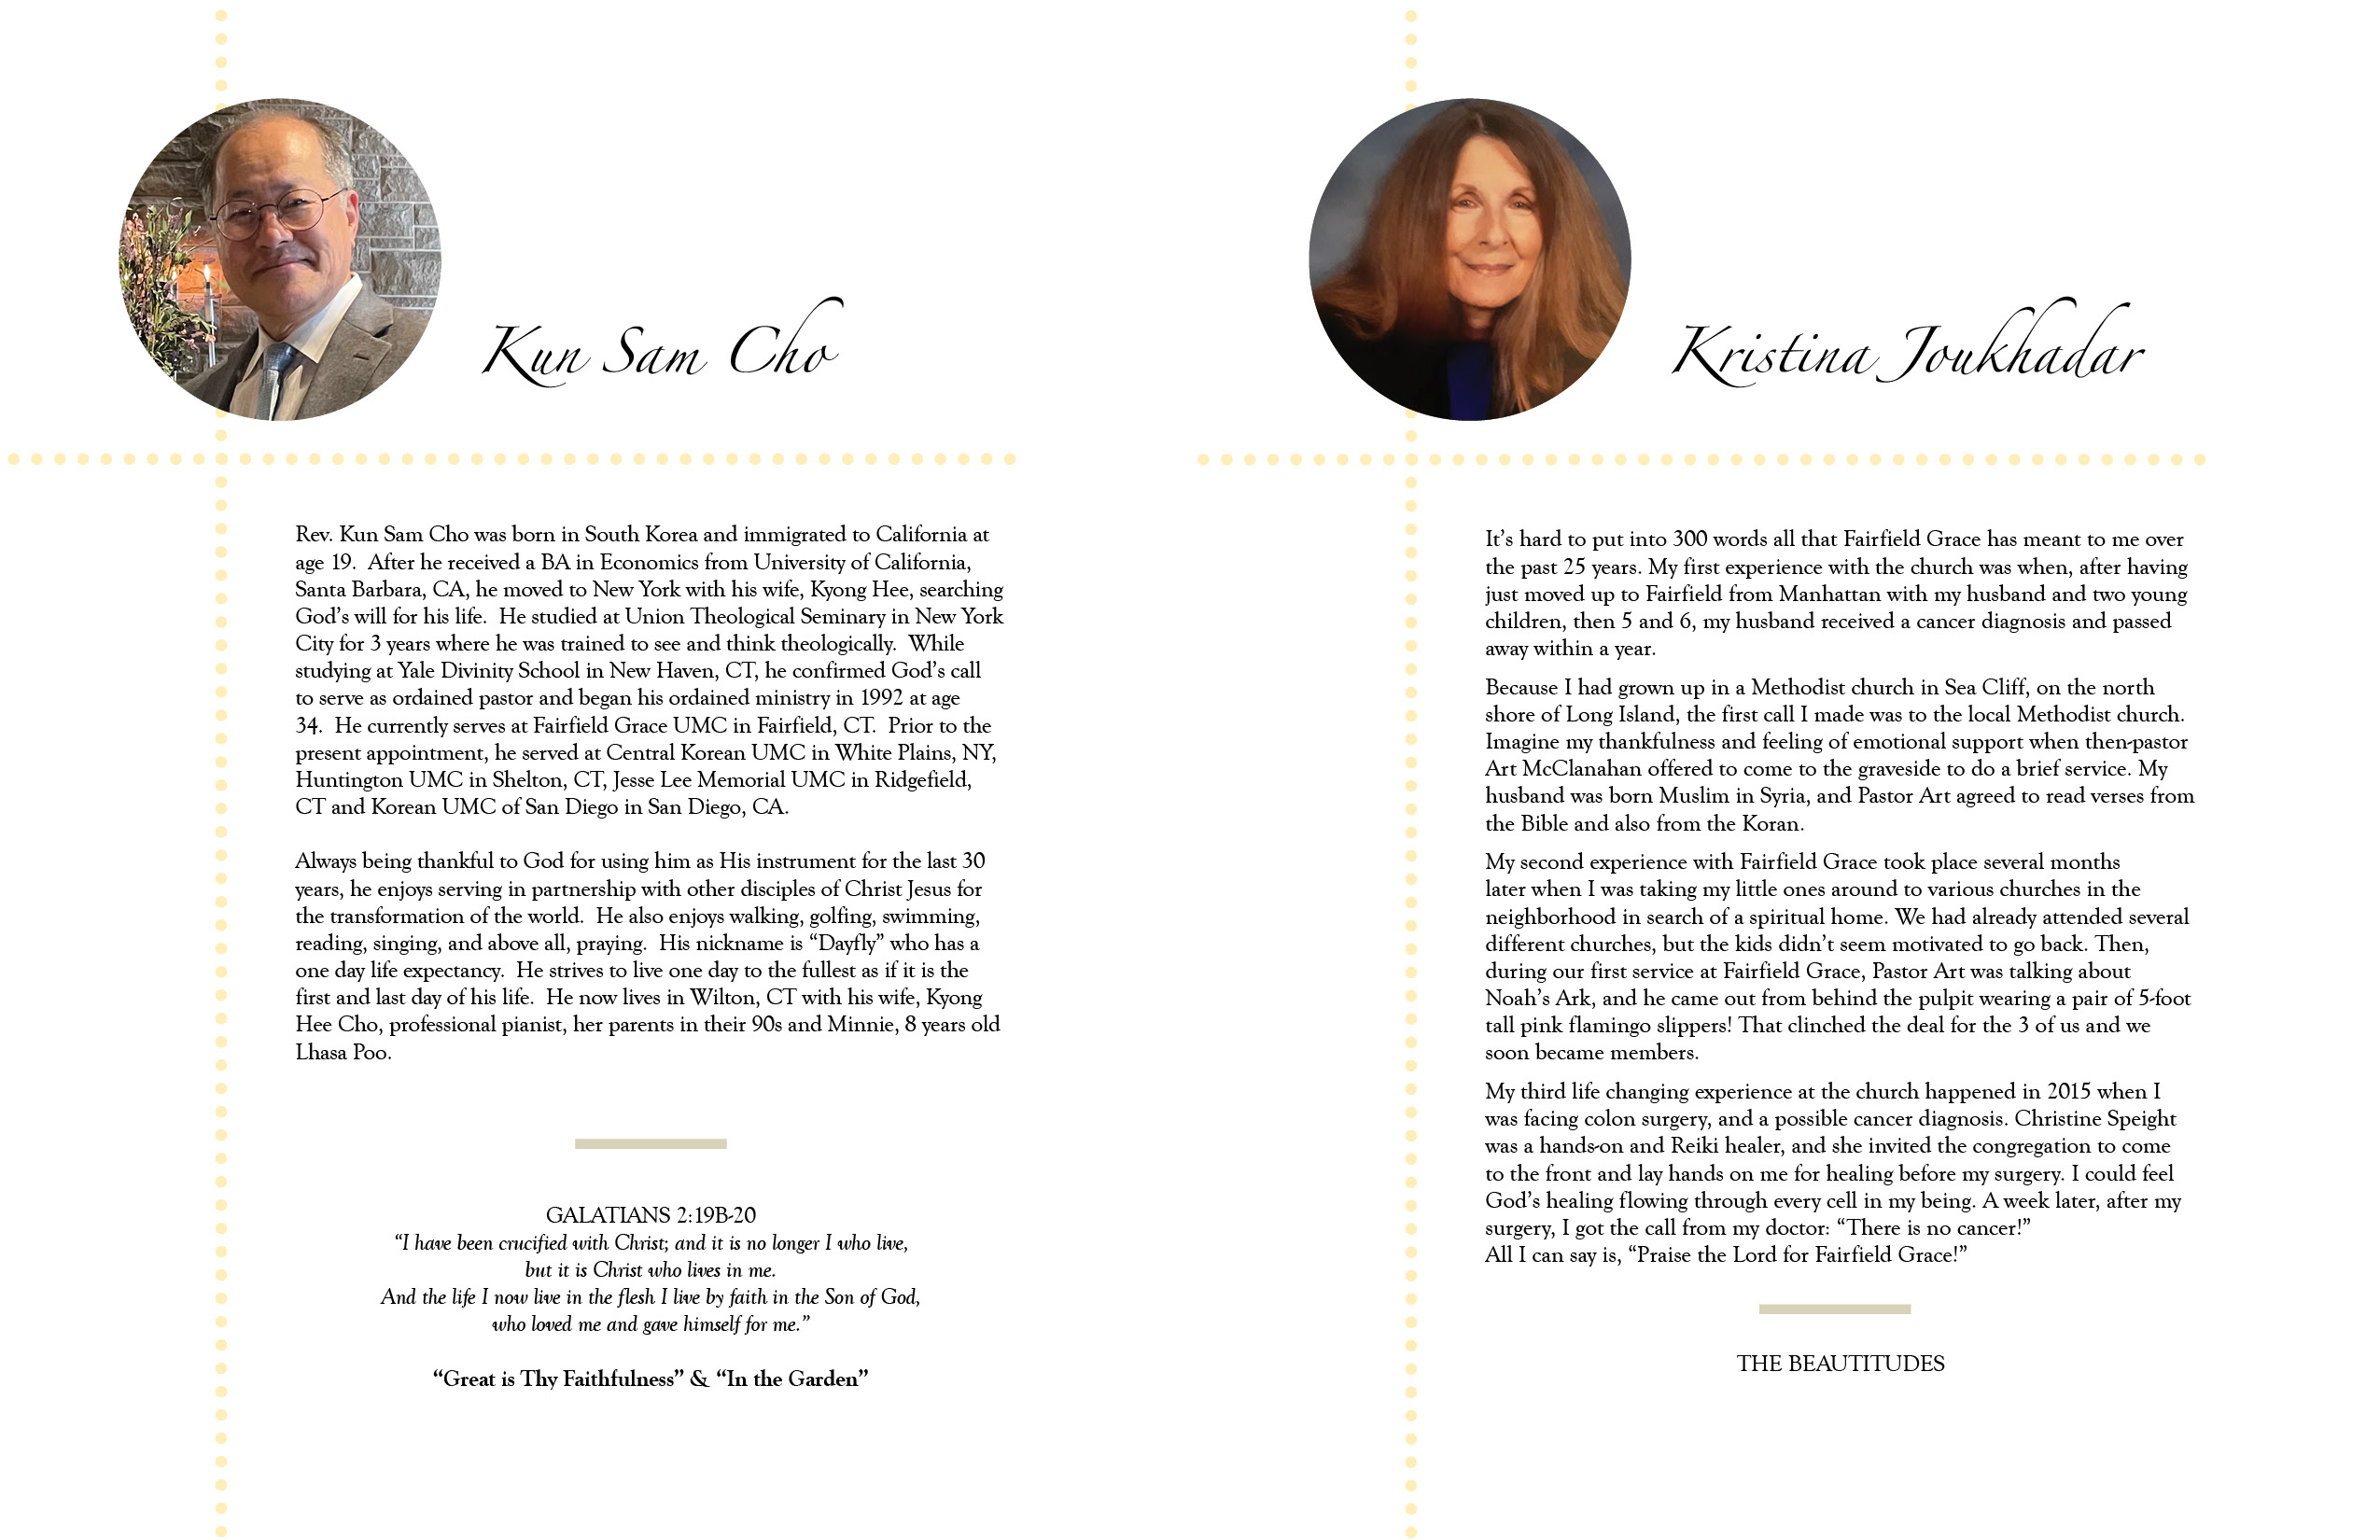 Kun Sam Cho
Rev. Kun Sam Cho was born in South Korea and immigrated to California at
age 19.  After he received a BA in Economics from University of California,
Santa Barbara, CA, he moved to New York with his wife, Kyong Hee, searching
God’s will for his life.  He studied at Union Theological Seminary in New York
City for 3 years where he was trained to see and think theologically.  While
studying at Yale Divinity School in New Haven, CT, he confirmed God’s call
to serve as ordained pastor and began his ordained ministry in 1992 at age
34.  He currently serves at Fairfield Grace UMC in Fairfield, CT.  Prior to the
present appointment, he served at Central Korean UMC in White Plains, NY,
Huntington UMC in Shelton, CT, Jesse Lee Memorial UMC in Ridgefield,
CT and Korean UMC of San Diego in San Diego, CA.
Always being thankful to God for using him as His instrument for the last 30
years, he enjoys serving in partnership with other disciples of Christ Jesus for
the transformation of the world.  He also enjoys walking, golfing, swimming,
reading, singing, and above all, praying.  His nickname is “Dayfly” who has a
one day life expectancy.  He strives to live one day to the fullest as if it is the
first and last day of his life.  He now lives in Wilton, CT with his wife, Kyong
Hee Cho, professional pianist, her parents in their 90s and Minnie, 8 years old
Lhasa Poo.
GALATIANS 2:19B-20
“I have been crucified with Christ; and it is no longer I who live,
but it is Christ who lives in me.
And the life I now live in the flesh I live by faith in the Son of God,
who loved me and gave himself for me.”
“Great is Thy Faithfulness” & “In the Garden”
Kristina Joukhadar
It’s hard to put into 300 words all that Fairfield Grace has meant to me over
the past 25 years. My first experience with the church was when, after having
just moved up to Fairfield from Manhattan with my husband and two young
children, then 5 and 6, my husband received a cancer diagnosis and passed
away within a year.
Because I had grown up in a Methodist church in Sea Cliff, on the north
shore of Long Island, the first call I made was to the local Methodist church.
Imagine my thankfulness and feeling of emotional support when then-pastor
Art McClanahan offered to come to the graveside to do a brief service. My
husband was born Muslim in Syria, and Pastor Art agreed to read verses from
the Bible and also from the Koran.
My second experience with Fairfield Grace took place several months
later when I was taking my little ones around to various churches in the
neighborhood in search of a spiritual home. We had already attended several
different churches, but the kids didn’t seem motivated to go back. Then,
during our first service at Fairfield Grace, Pastor Art was talking about
Noah’s Ark, and he came out from behind the pulpit wearing a pair of 5-foot
tall pink flamingo slippers! That clinched the deal for the 3 of us and we
soon became members.
My third life changing experience at the church happened in 2015 when I
was facing colon surgery, and a possible cancer diagnosis. Christine Speight
was a hands-on and Reiki healer, and she invited the congregation to come
to the front and lay hands on me for healing before my surgery. I could feel
God’s healing flowing through every cell in my being. A week later, after my
surgery, I got the call from my doctor: “There is no cancer!”
All I can say is, “Praise the Lord for Fairfield Grace!”
THE BEAUTITUDES